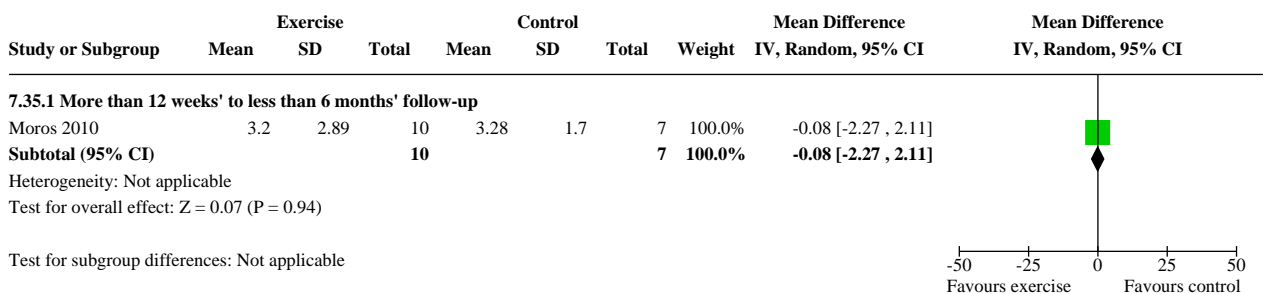 Exercise Control Mean Difference Mean Difference
Study or Subgroup Mean SD Total Mean SD Total Weight IV, Random, 95% CI IV, Random, 95% CI
7.35.1 More than 12 weeks' to less than 6 months' follow-up
Moros 2010 3.2 2.89 10 3.28 1.7 7 100.0% -0.08 [-2.27 , 2.11]
Subtotal (95% CI) 10 7 100.0% -0.08 [-2.27 , 2.11]
Heterogeneity: Not applicable
Test for overall effect: Z = 0.07 (P = 0.94)
Test for subgroup differences: Not applicable
-50 -25 0 25 50
Favours exercise Favours control